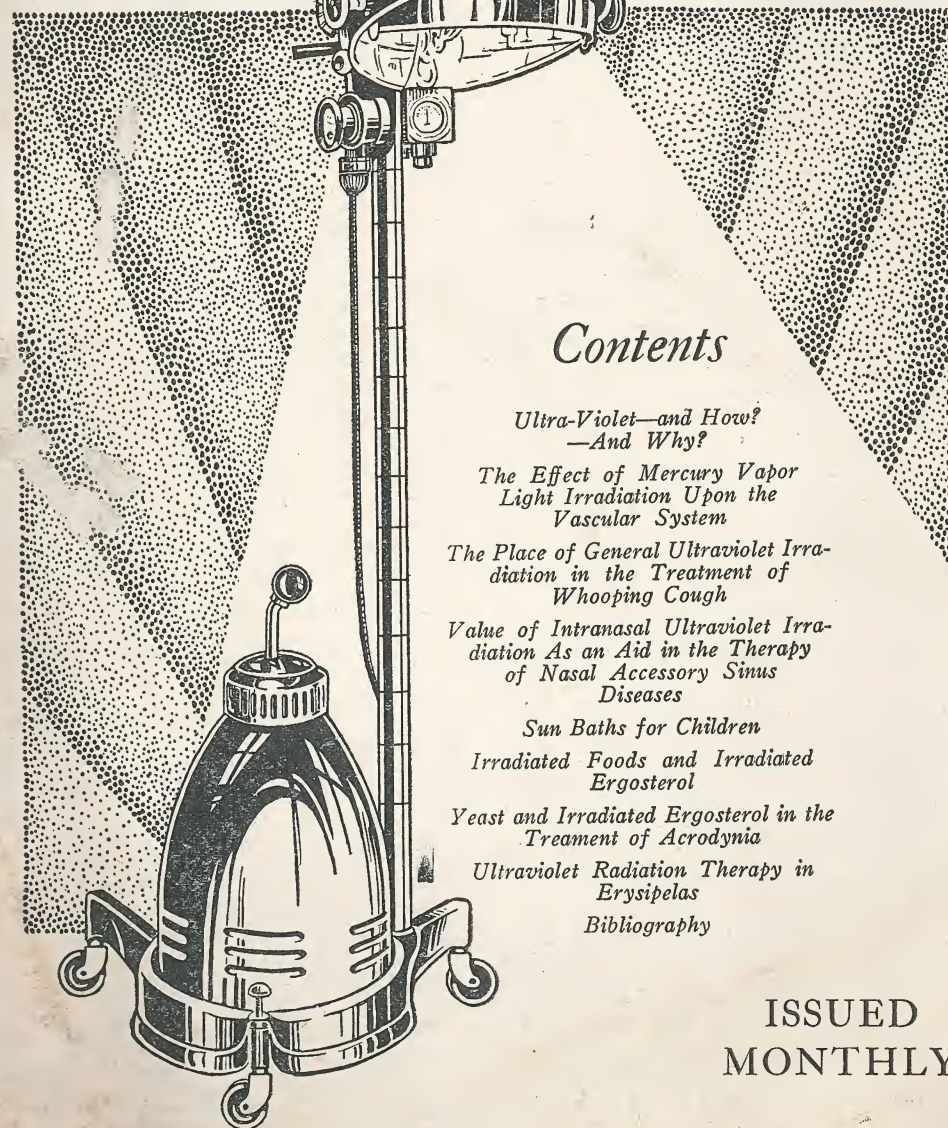 Contents
Ultra-Violet—and How?
—And Why?
The Effect of Mercury Vapor
Light Irradiation Upon the
Vascular System
The Place of General Ultraviolet Irra-
diation in the Treatment of
Whooping Cough
Value of Intranasal Ultraviolet Irra-
diation As an Aid in the Therapy
of Nasal Accessory Sinus
Diseases
Sun Baths for Children
Irradiated Foods and Irradiated
Ergosterol
Yeast and Irradiated Ergosterol in the
Treament of Acrodynia
Ultraviolet Radiation Therapy in
Erysipelas
Bibliography
ISSUED
MONTHLY